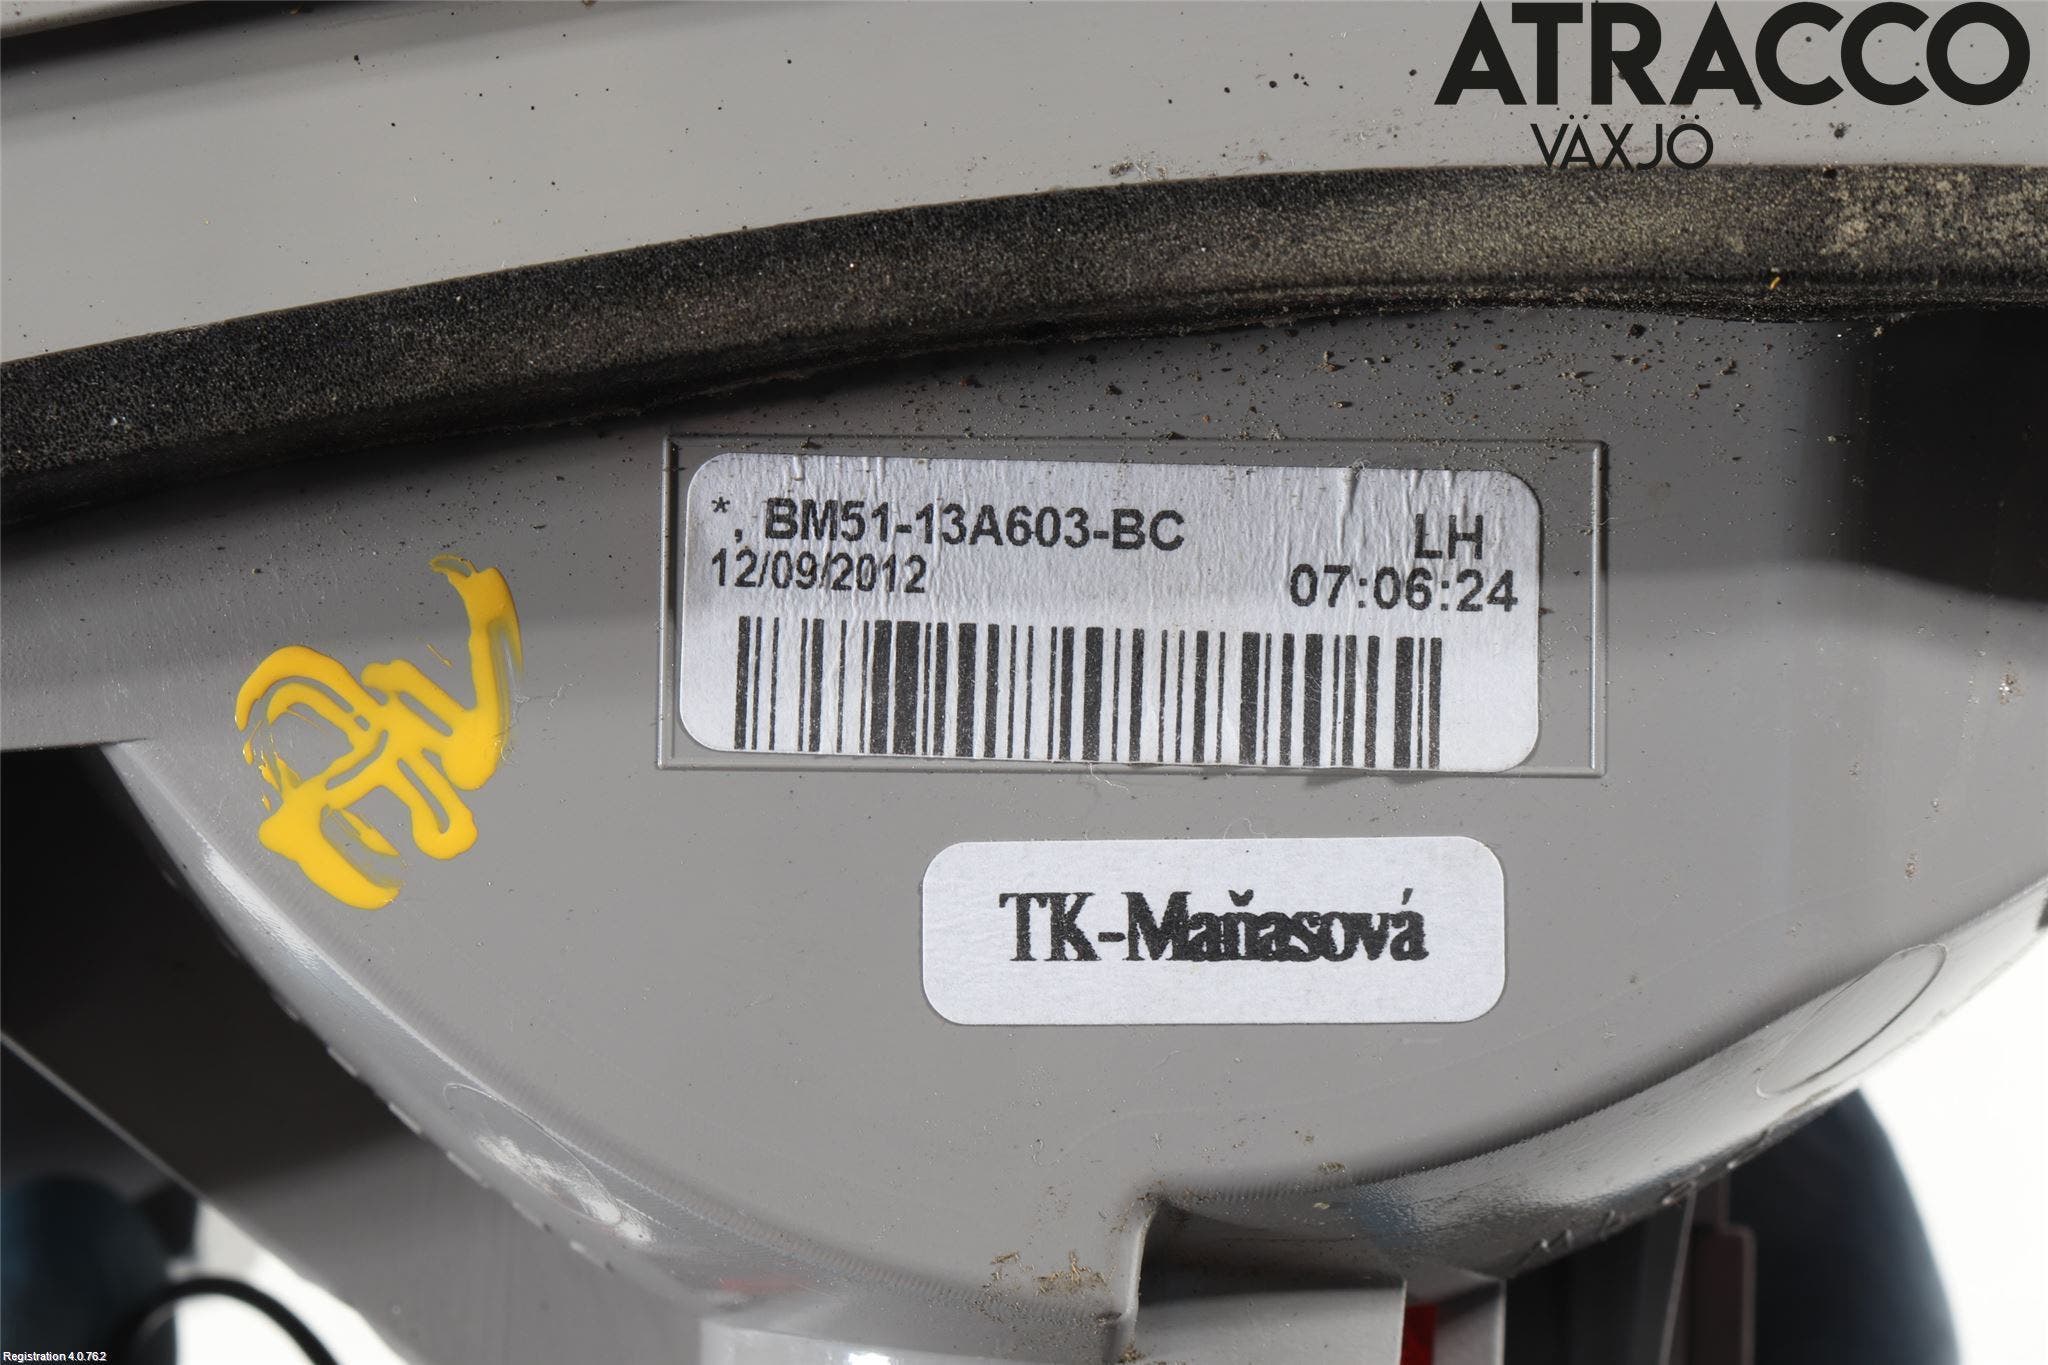 ATRACCO
VÄXJÖ
*, BM51-13A603-BC LH
12/09/2012 07:06:24
TK-Maňasová
Registration 4.0.76.2